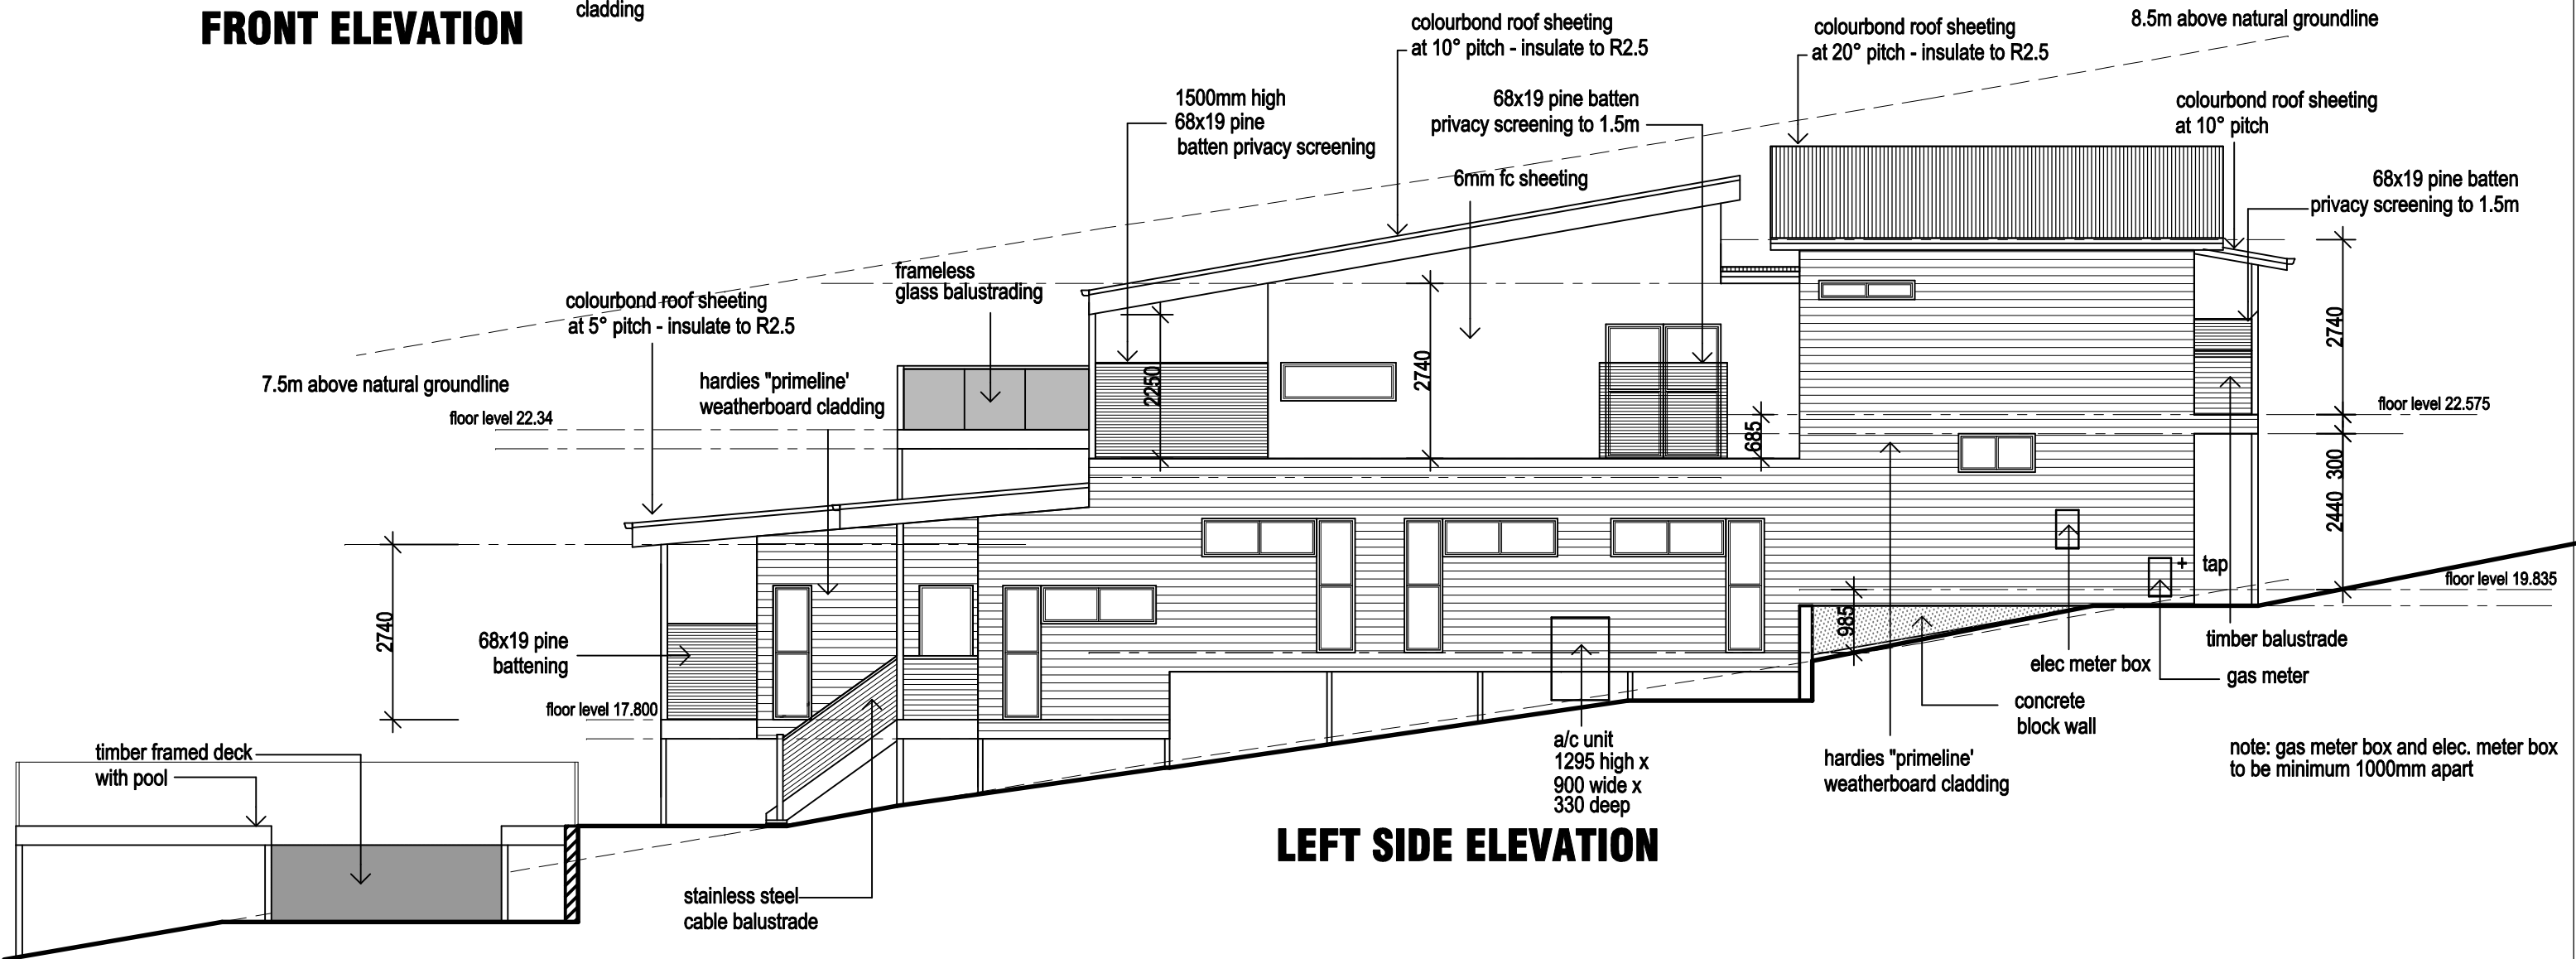 FRONT ELEVATION
cladding
colourbond roof sheeting
at 10° pitch - insulate to R2.5
colourbond roof sheeting
at 20° pitch - insulate to R2.5
8.5m above natural groundline
1500mm high
68x19 pine
batten privacy screening
68x19 pine batten
privacy screening to 1.5m
colourbond roof sheeting
at 10° pitch
6mm fc sheeting
68x19 pine batten
privacy screening to 1.5m
frameless
glass balustrading
colourbond roof sheeting
at 5° pitch - insulate to R2.5
7.5m above natural groundline
hardies "primeline'
weatherboard cladding
floor level 22.34
2250
2740
685
2740
floor level 22.575
300
2440
tap
floor level 19.835
2740
68x19 pine
battening
floor level 17.800
985
elec meter box
timber balustrade
gas meter
concrete
block wall
timber framed deck
with pool
a/c unit
1295 high x
900 wide x
330 deep
hardies "primeline'
weatherboard cladding
note: gas meter box and elec. meter box
to be minimum 1000mm apart
LEFT SIDE ELEVATION
stainless steel
cable balustrade